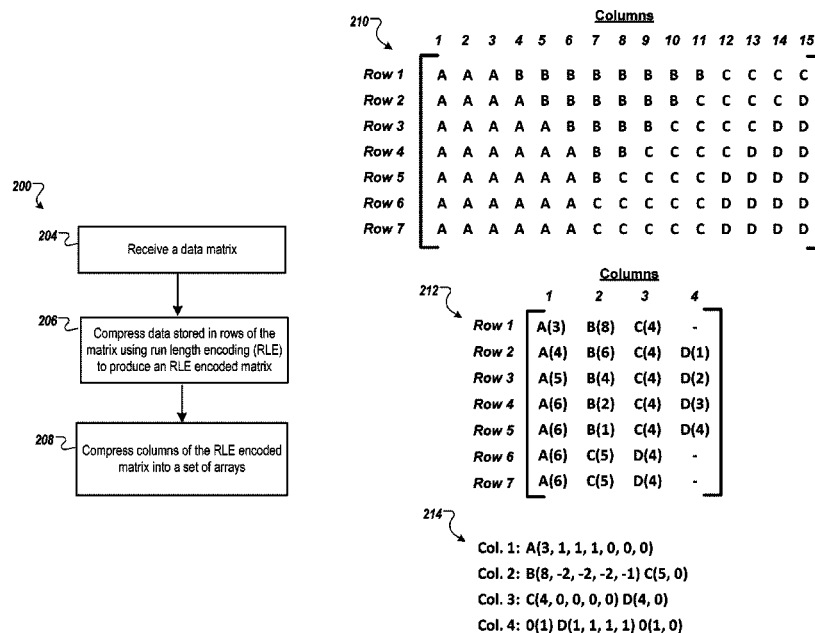 200
204
Receive a data matrix
206
Compress data stored in rows of the
matrix using run length encoding (RLE)
to produce an RLE encoded matrix
208
Compress columns of the RLE encoded
matrix into a set of arrays
210
Columns
1 2 3 4 5 6 7 8 9 10 11 12 13 14 15
Row 1 A A A B B B B B B B B C C C C
Row 2 A A A A B B B B B B C C C C D
Row 3 A A A A A B B B B C C C C D D
Row 4 A A A A A A B B C C C C D D D
Row 5 A A A A A A B C C C C D D D D
Row 6 A A A A A A C C C C C D D D D
Row 7 A A A A A A C C C C C D D D D
212
Columns
1 2 3 4
Row 1 A(3) B(8) C(4) -
Row 2 A(4) B(6) C(4) D(1)
Row 3 A(5) B(4) C(4) D(2)
Row 4 A(6) B(2) C(4) D(3)
Row 5 A(6) B(1) C(4) D(4)
Row 6 A(6) C(5) D(4) -
Row 7 A(6) C(5) D(4) -
214
Col. 1: A(3, 1, 1, 1, 0, 0, 0)
Col. 2: B(8, -2, -2, -2, -1) C(5, 0)
Col. 3: C(4, 0, 0, 0, 0) D(4, 0)
Col. 4: 0(1) D(1, 1, 1, 1) 0(1, 0)